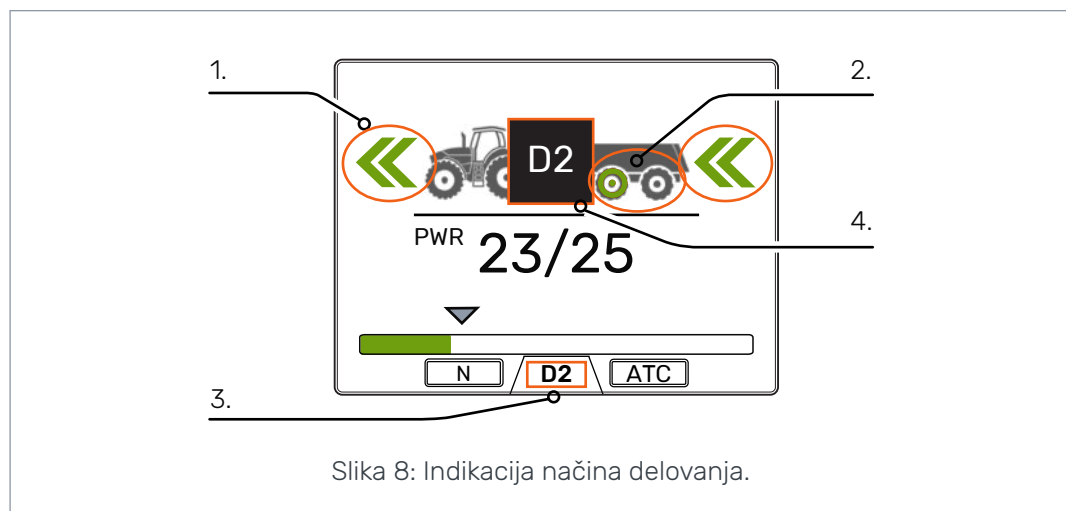 1.
2.
D2
4.
PWR 23/25
N D2 ATC
3.
Slika 8: Indikacija načina delovanja.